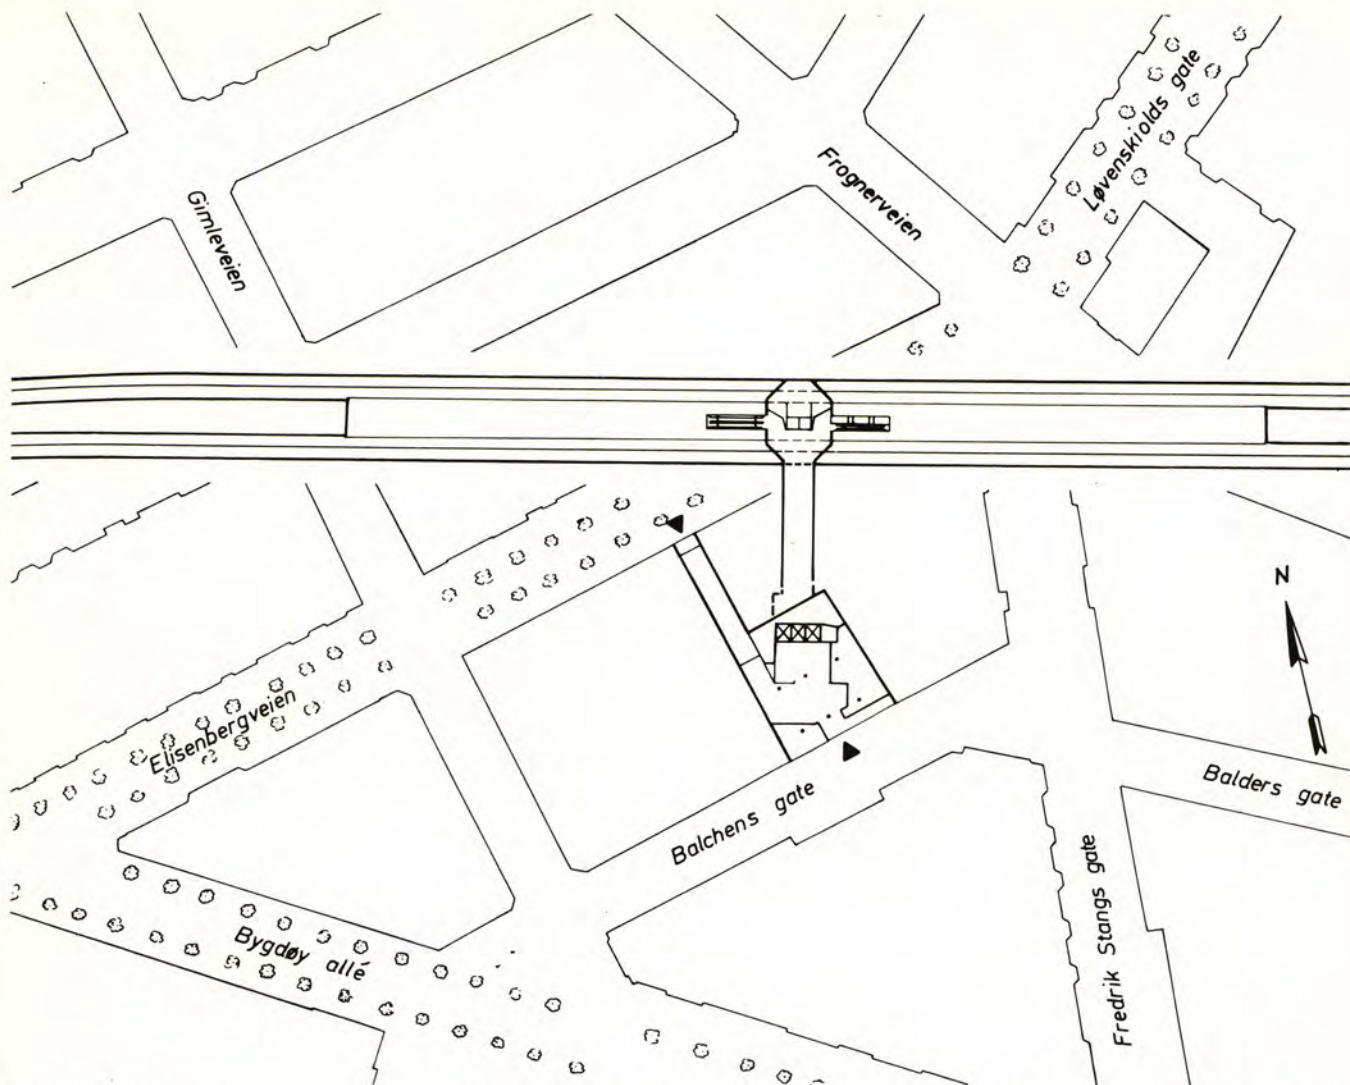 Løvenskiolds gate
Frognerveien
Gimleveien
N
Elisenbergveien
Balchens gate
Balders gate
Fredrik Stangs gate
Bygdøy allé